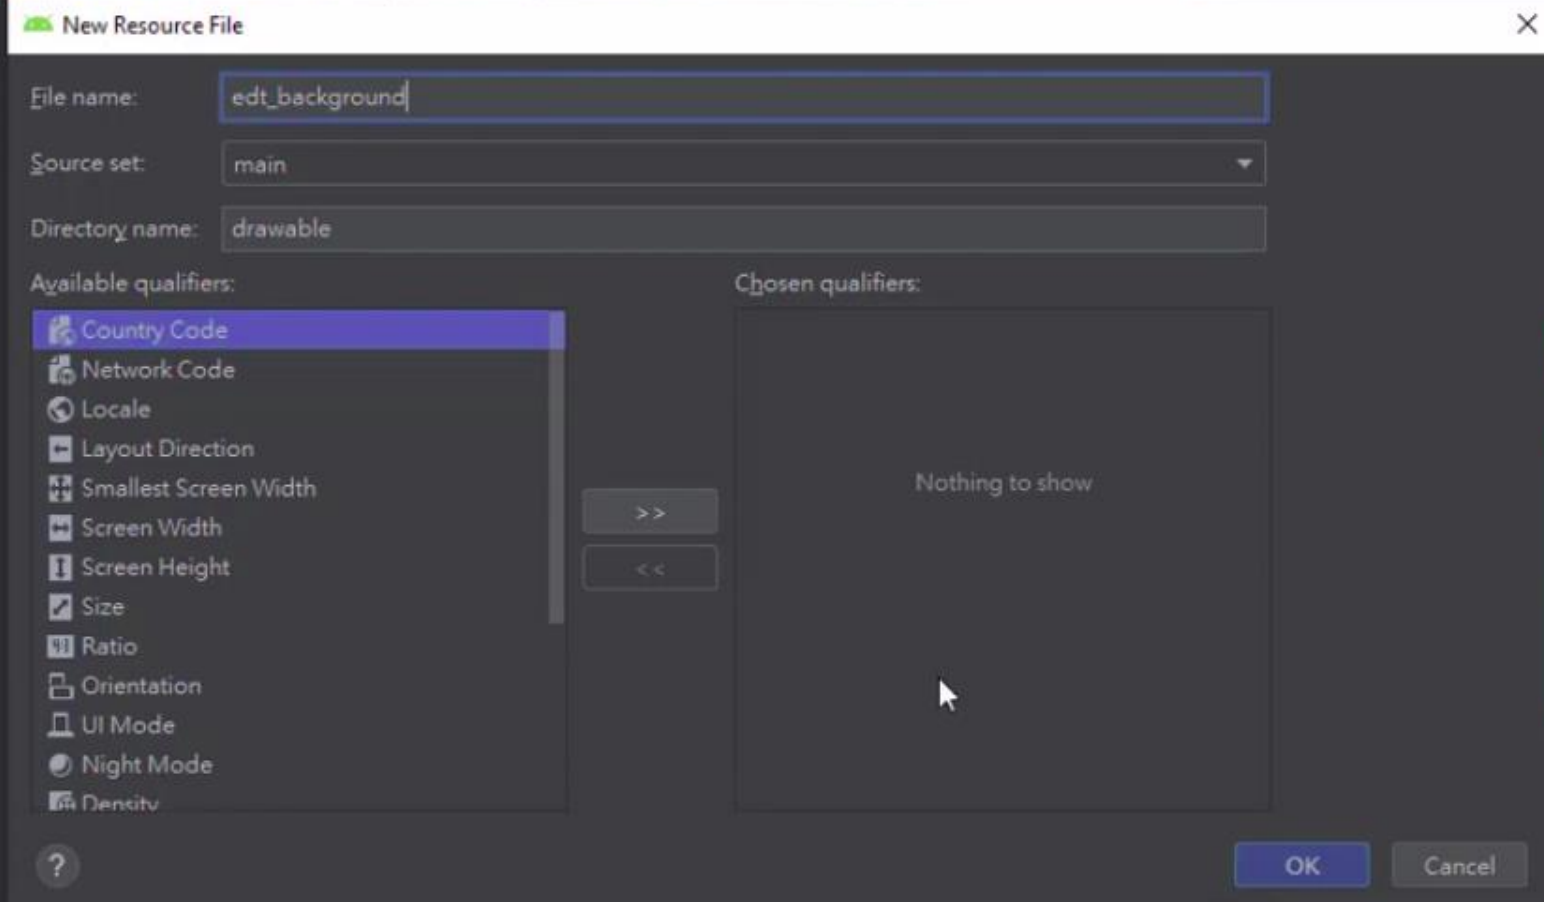 New Resource File
File name: edt_background
Source set: main
Directory name: drawable
Available qualifiers:
Chosen qualifiers:
Country Code
Network Code
Locale
Layout Direction
Smallest Screen Width
Screen Width
Screen Height
Size
Ratio
Orientation
UI Mode
Night Mode
Density
>>
<<
Nothing to show
?
OK
Cancel